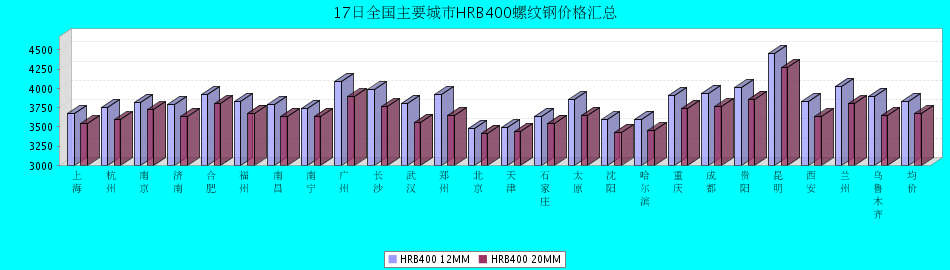 17日全国主要城市HRB400螺纹钢价格汇总
4500
4250
4000
3750
3500
3250
3000
上海
杭州
南京
济南
合肥
福州
南昌
南宁
广州
长沙
武汉
郑州
北京
天津
石家庄
太原
沈阳
哈尔滨
重庆
成都
贵阳
昆明
西安
兰州
乌鲁木齐
均价
HRB400 12MM HRB400 20MM